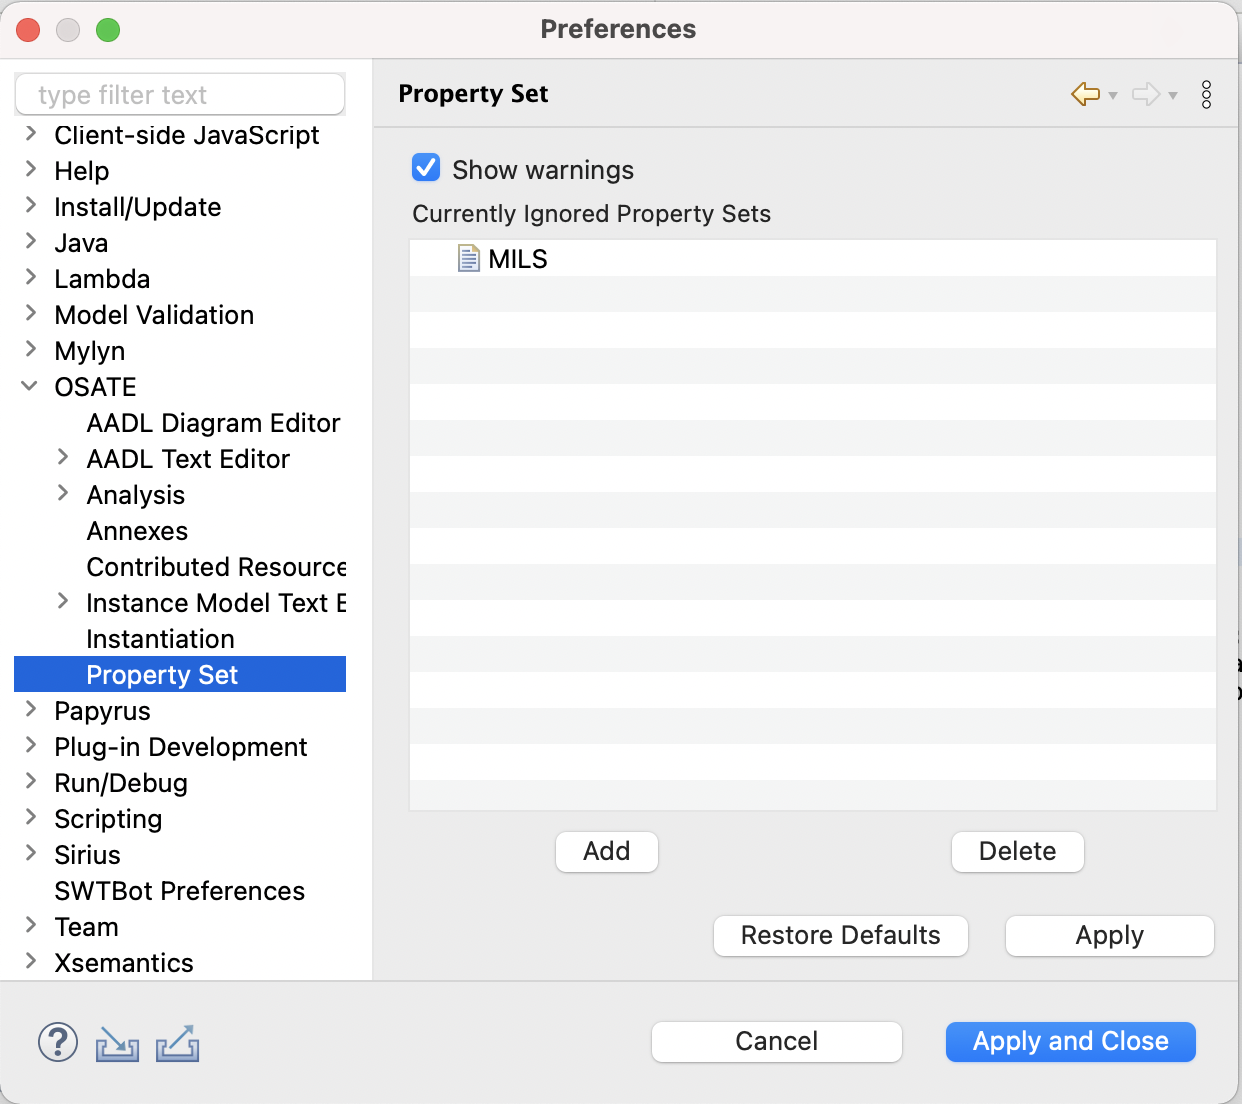 Preferences
type filter text
Client-side JavaScript
Help
Install/Update
Java
Lambda
Model Validation
Mylyn
OSATE
AADL Diagram Editor
AADL Text Editor
Analysis
Annexes
Contributed Resource
Instance Model Text E
Instantiation
Property Set
Papyrus
Plug-in Development
Run/Debug
Scripting
Sirius
SWTBot Preferences
Team
Xsemantics
Property Set
Show warnings
Currently Ignored Property Sets
MILS
Add
Delete
Restore Defaults
Apply
?
Cancel
Apply and Close